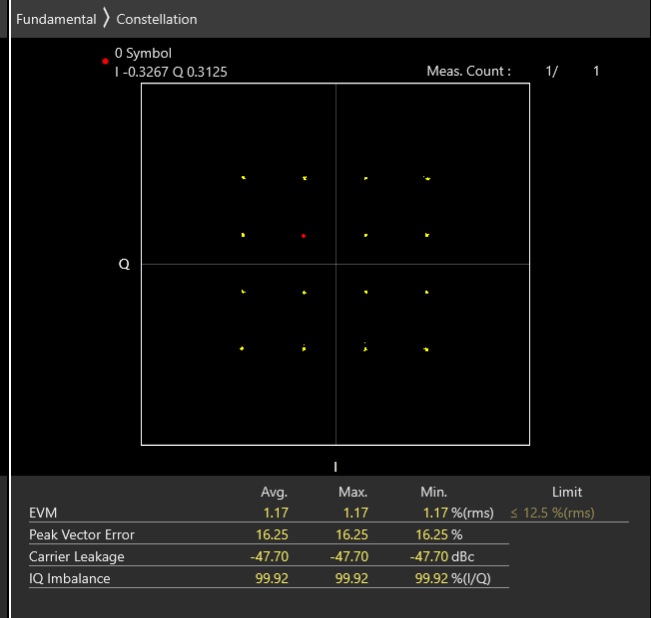 Fundamental 〉 Constellation
0 Symbol
I -0.3267 Q 0.3125
Meas. Count : 1/ 1
Q
I
Avg. Max. Min. Limit
EVM 1.17 1.17 1.17 %(rms) ≤ 12.5 %(rms)
Peak Vector Error 16.25 16.25 16.25 %
Carrier Leakage -47.70 -47.70 -47.70 dBc
IQ Imbalance 99.92 99.92 99.92 %(I/Q)